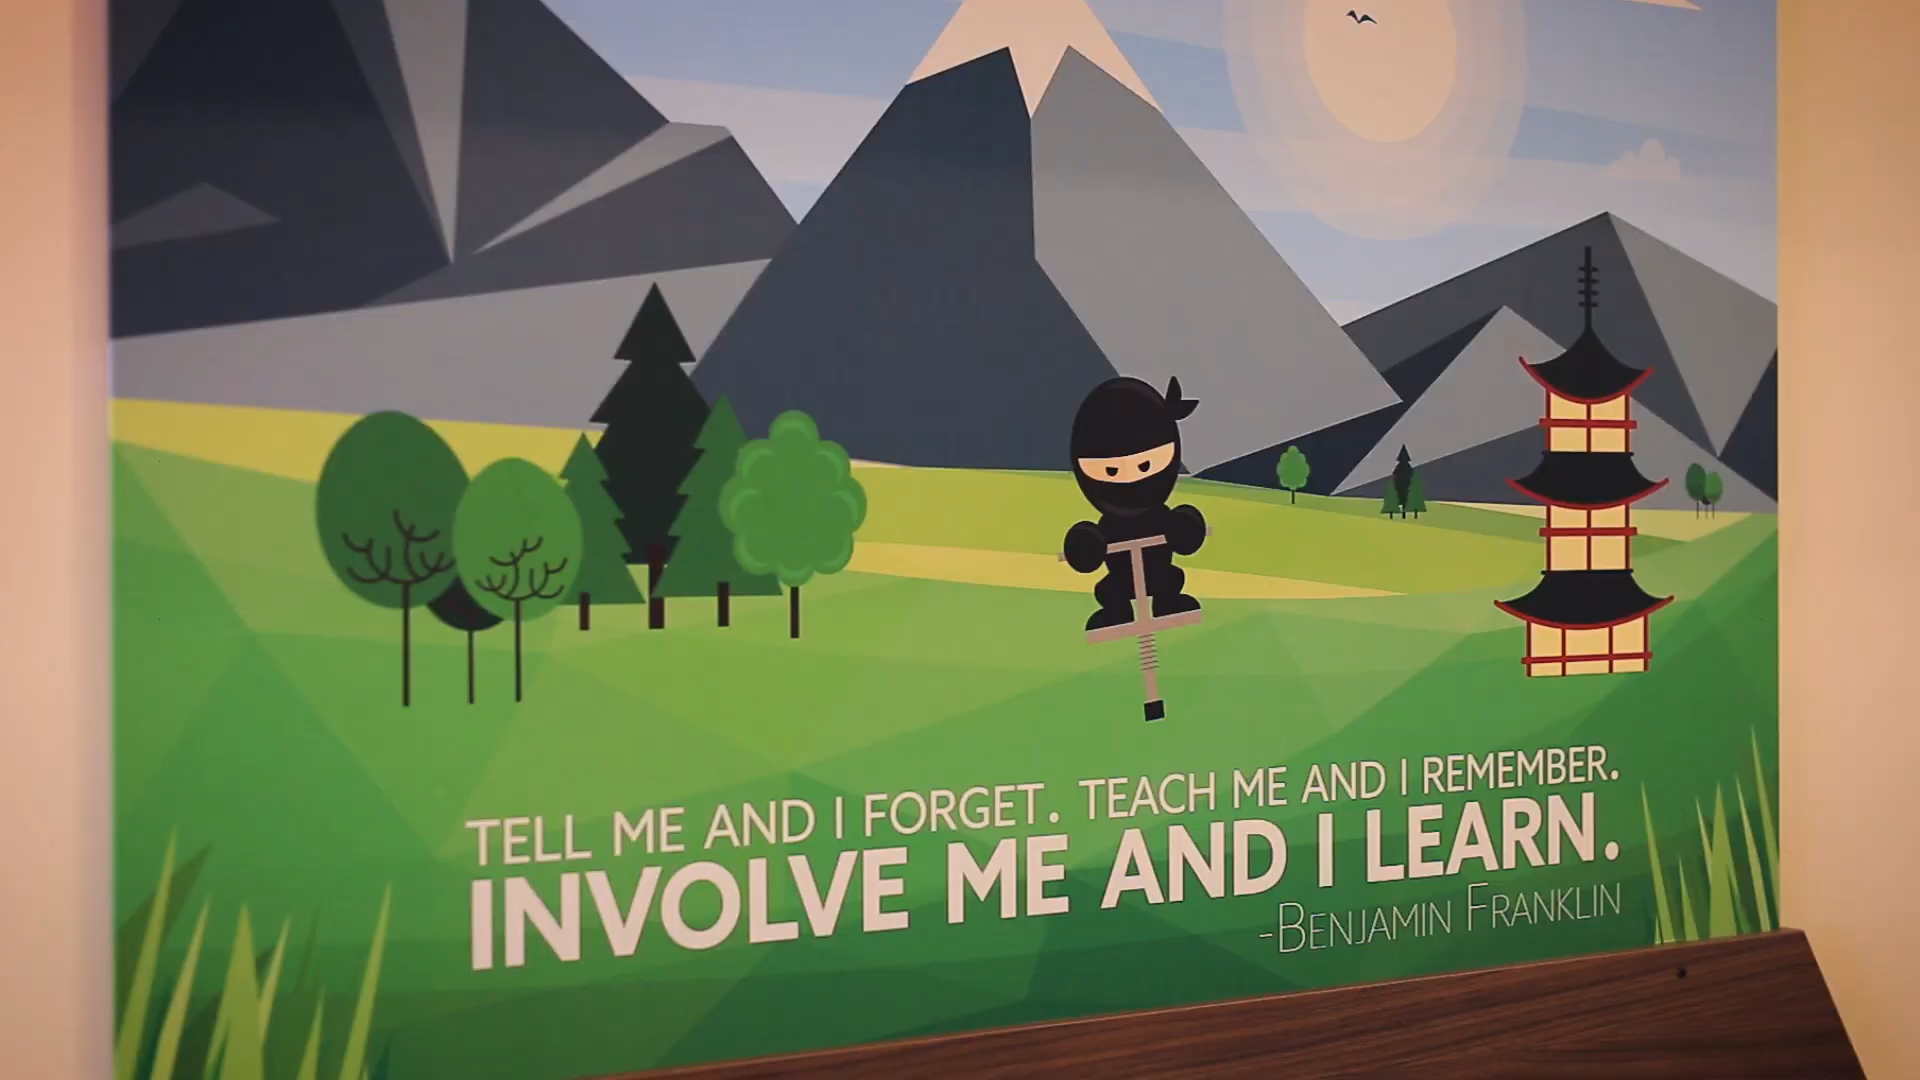 TELL ME AND I FORGET. TEACH ME AND I REMEMBER.
INVOLVE ME AND I LEARN.
-BENJAMIN FRANKLIN